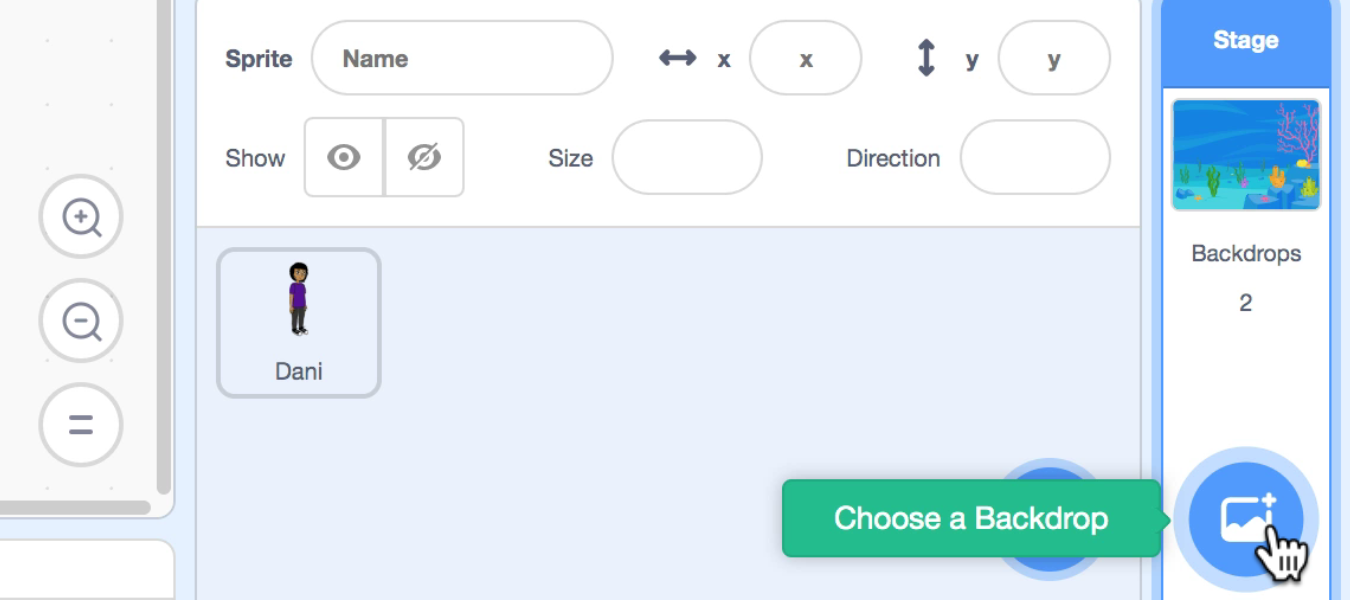 Sprite Name x x y y
Stage
Show Size Direction
Backdrops
2
Dani
Choose a Backdrop